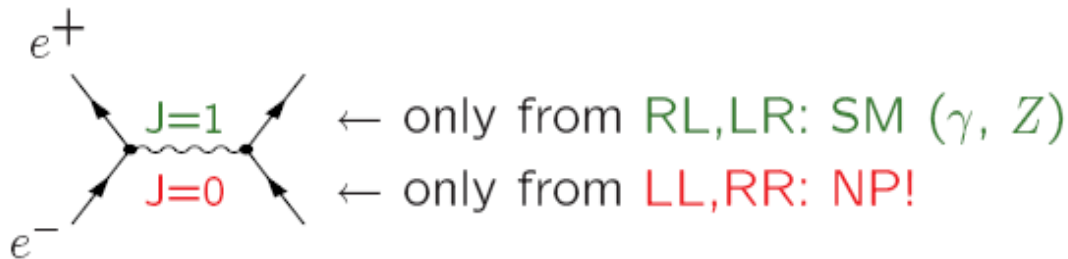 e⁺
J=1 ← only from RL,LR: SM (γ, Z)
J=0 ← only from LL,RR: NP!
e⁻